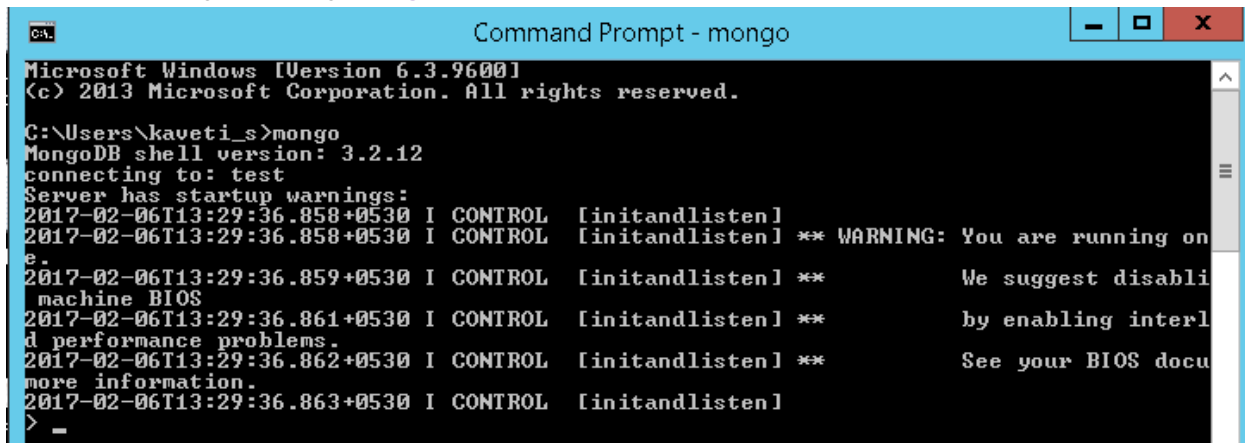 Command Prompt - mongo
Microsoft Windows [Version 6.3.9600]
(c) 2013 Microsoft Corporation. All rights reserved.
C:\Users\kaveti_s>mongo
MongoDB shell version: 3.2.12
connecting to: test
Server has startup warnings:
2017-02-06T13:29:36.858+0530 I CONTROL  [initandlisten]
2017-02-06T13:29:36.858+0530 I CONTROL  [initandlisten] ** WARNING: You are running on
e.
2017-02-06T13:29:36.859+0530 I CONTROL  [initandlisten] **          We suggest disabli
 machine BIOS
2017-02-06T13:29:36.861+0530 I CONTROL  [initandlisten] **          by enabling interl
d performance problems.
2017-02-06T13:29:36.862+0530 I CONTROL  [initandlisten] **          See your BIOS docu
more information.
2017-02-06T13:29:36.863+0530 I CONTROL  [initandlisten]
> _